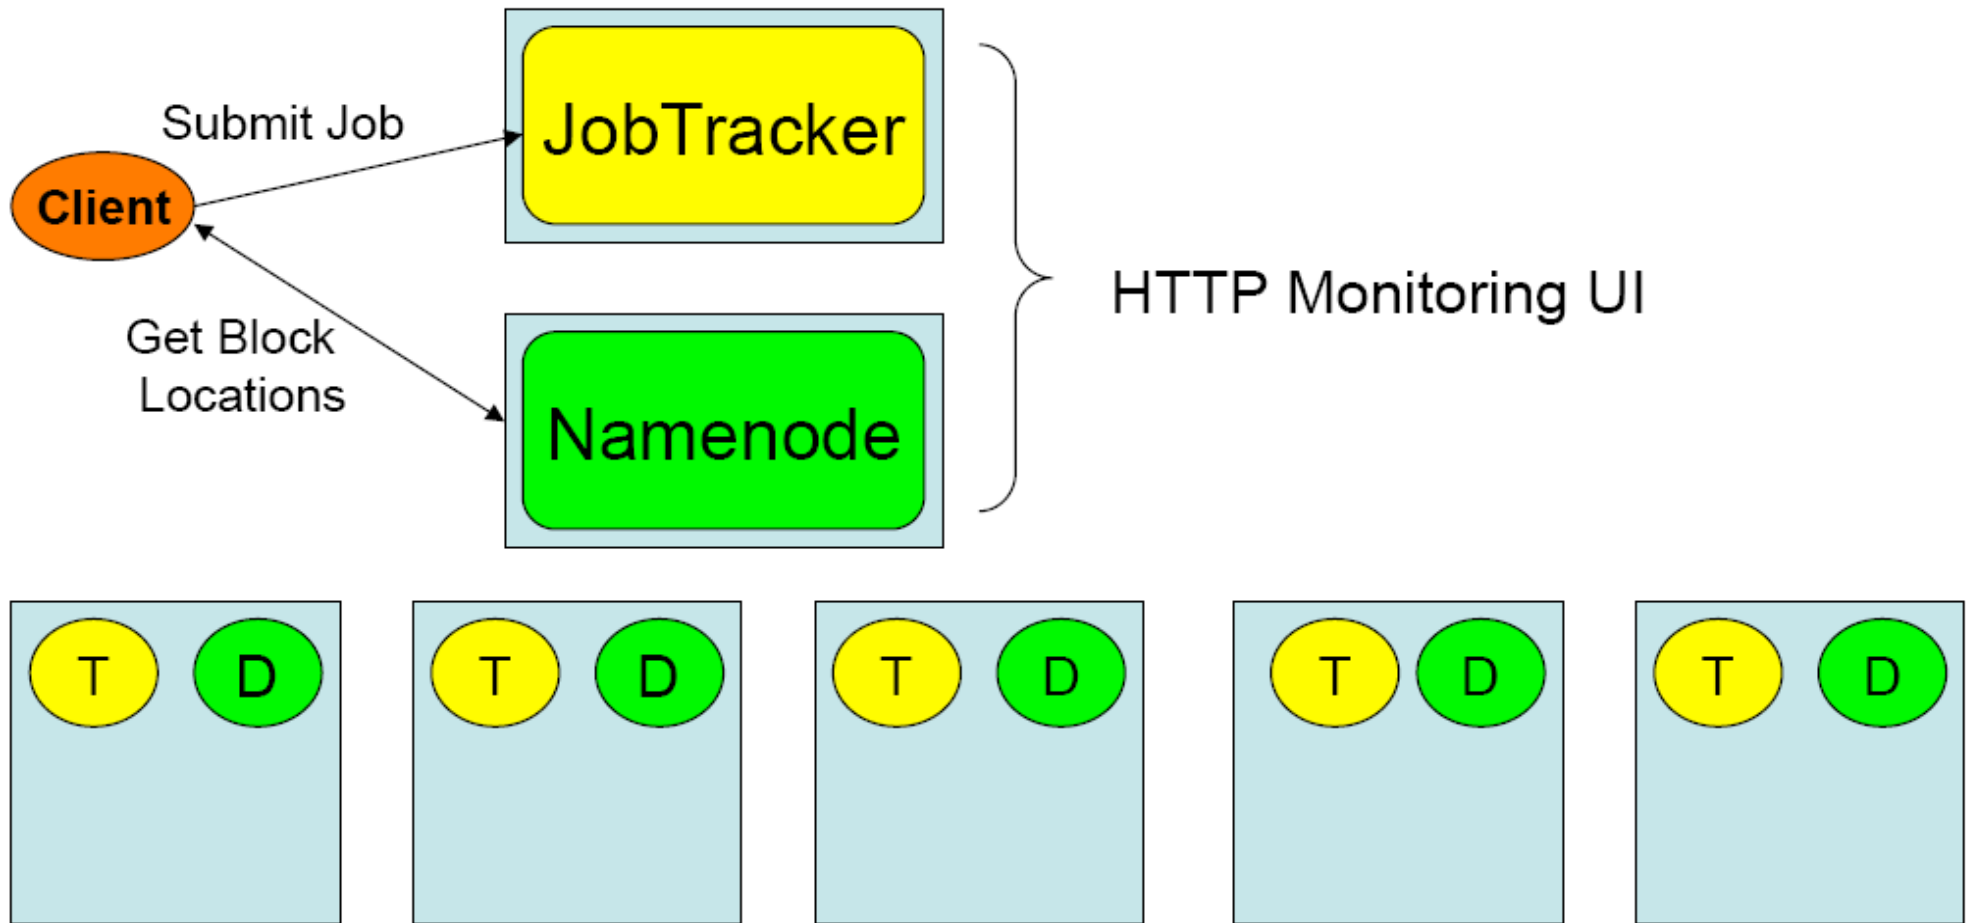 Submit Job
JobTracker
Client
HTTP Monitoring UI
Get Block
Locations
Namenode
T D T D T D T D T D